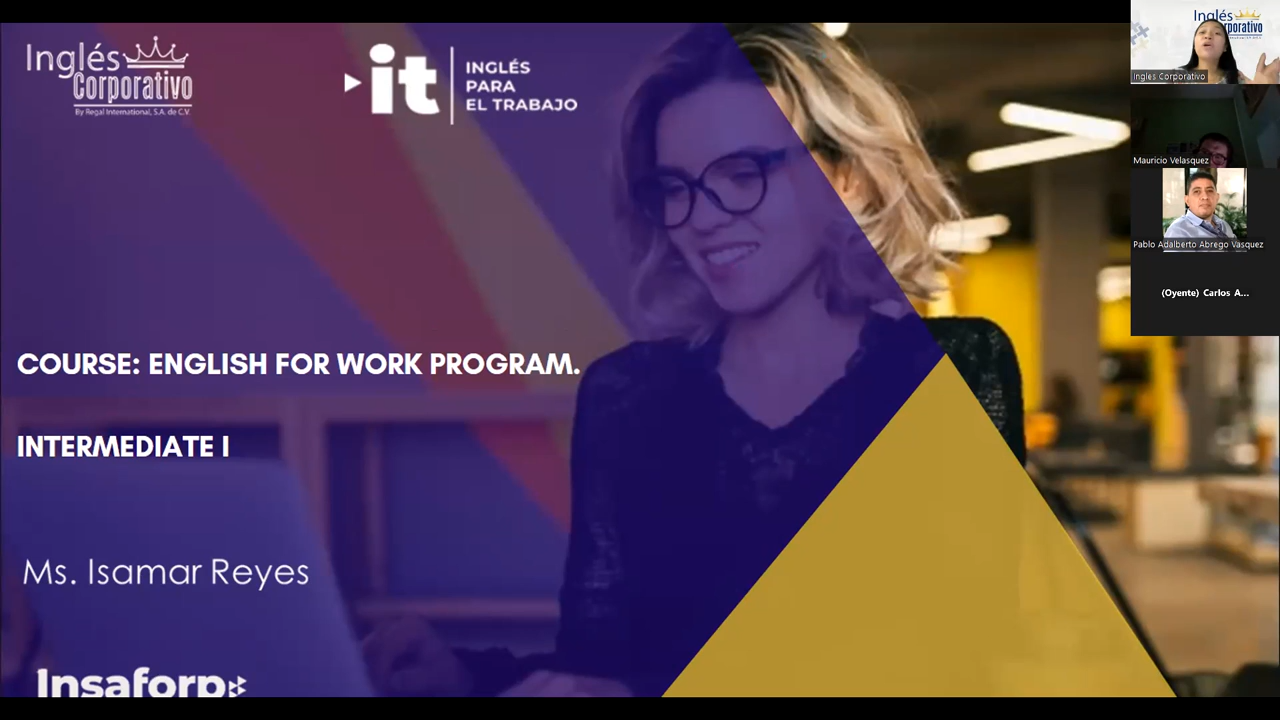 Inglés
Corporativo
By Regal International, S.A. de C.V.
it
INGLÉS
PARA
EL TRABAJO
COURSE: ENGLISH FOR WORK PROGRAM.
INTERMEDIATE I
Ms. Isamar Reyes
Insaforp
Inglés
Corporativo
Ingles Corporativo
Mauricio Velasquez
Pablo Adalberto Abrego Vasquez
(Oyente) Carlos A...